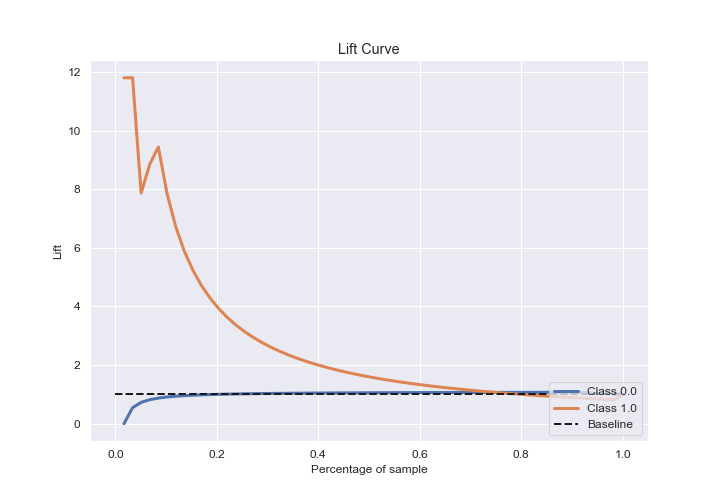 Lift Curve
12
10
8
6
4
2
0
Lift
0.0
0.2
0.4
0.6
0.8
1.0
Percentage of sample
Class 0.0
Class 1.0
Baseline